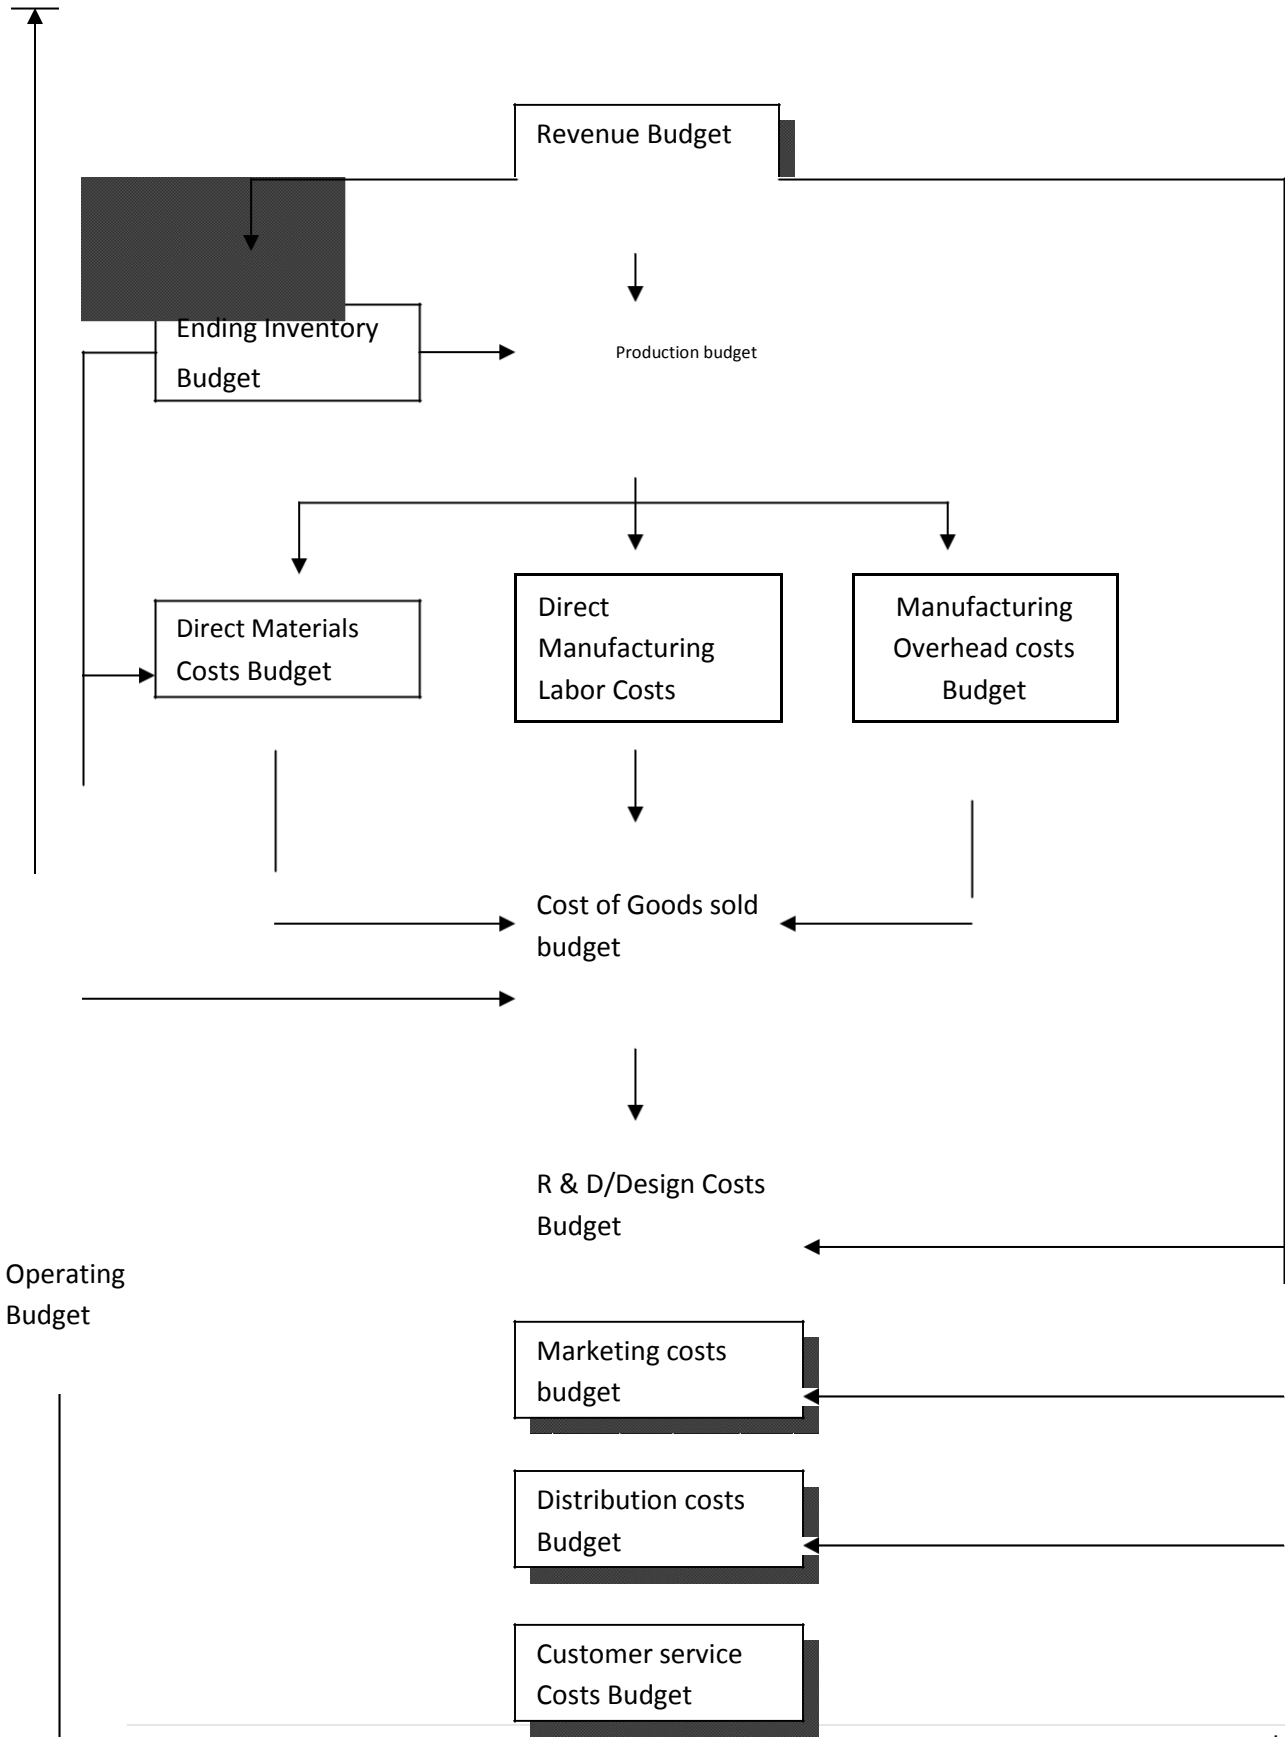 Revenue Budget
Ending Inventory
Budget
Production budget
Direct Materials
Costs Budget
Direct
Manufacturing
Labor Costs
Manufacturing
Overhead costs
Budget
Cost of Goods sold
budget
R & D/Design Costs
Budget
Operating
Budget
Marketing costs
budget
Distribution costs
Budget
Customer service
Costs Budget